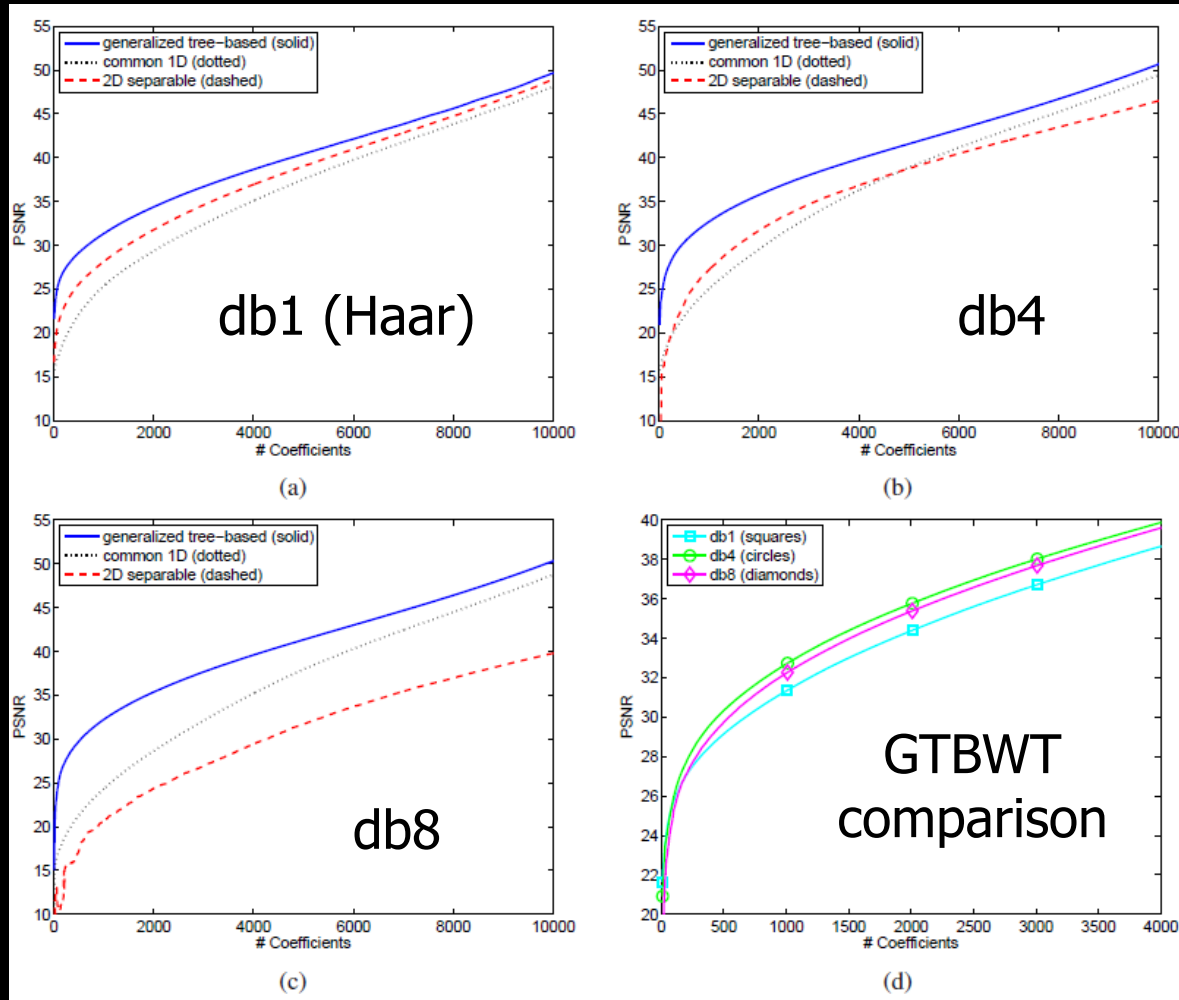 55
50
45
40
35
30
25
20
15
10
PSNR
generalized tree−based (solid)
common 1D (dotted)
2D separable (dashed)
db1 (Haar)
0 2000 4000 6000 8000 10000
# Coefficients
(a)
55
50
45
40
35
30
25
20
15
10
PSNR
generalized tree−based (solid)
common 1D (dotted)
2D separable (dashed)
db4
0 2000 4000 6000 8000 10000
# Coefficients
(b)
55
50
45
40
35
30
25
20
15
10
PSNR
generalized tree−based (solid)
common 1D (dotted)
2D separable (dashed)
db8
0 2000 4000 6000 8000 10000
# Coefficients
(c)
40
38
36
34
32
30
28
26
24
22
20
PSNR
db1 (squares)
db4 (circles)
db8 (diamonds)
GTBWT
comparison
0 500 1000 1500 2000 2500 3000 3500 4000
# Coefficients
(d)